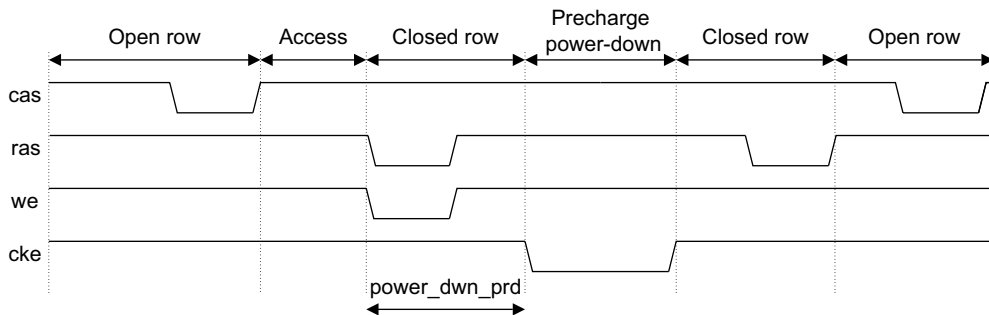 Open row
Access
Closed row
Precharge
power-down
Closed row
Open row
cas
ras
we
cke
power_dwn_prd